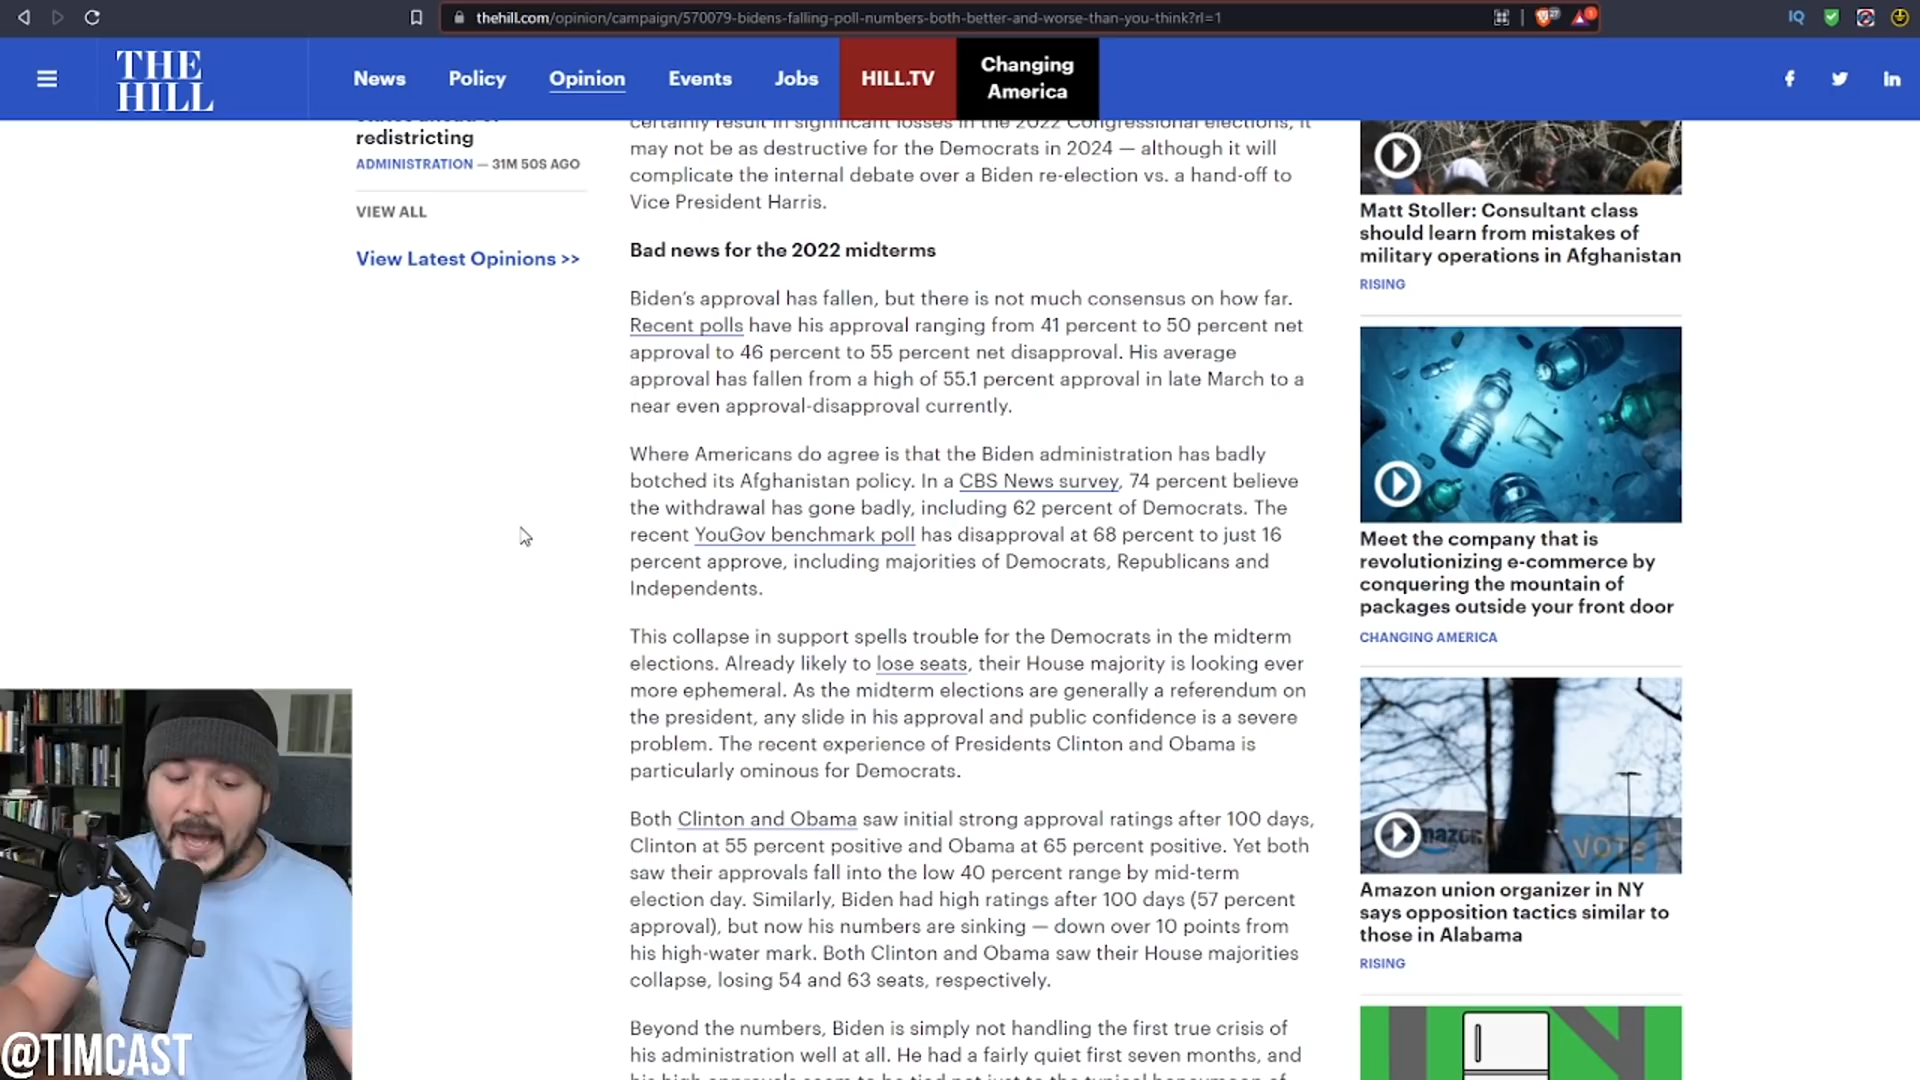 thehill.com/opinion/campaign/570079-bidens-falling-poll-numbers-both-better-and-worse-than-you-think?rl=1
THE
HILL
News
Policy
Opinion
Events
Jobs
HILL.TV
Changing
America
redistricting
ADMINISTRATION — 31M 50S AGO
VIEW ALL
View Latest Opinions >>
certainly result in significant losses in the 2022 Congressional elections, it
may not be as destructive for the Democrats in 2024 — although it will
complicate the internal debate over a Biden re-election vs. a hand-off to
Vice President Harris.
Bad news for the 2022 midterms
Biden’s approval has fallen, but there is not much consensus on how far.
Recent polls have his approval ranging from 41 percent to 50 percent net
approval to 46 percent to 55 percent net disapproval. His average
approval has fallen from a high of 55.1 percent approval in late March to a
near even approval-disapproval currently.
Where Americans do agree is that the Biden administration has badly
botched its Afghanistan policy. In a CBS News survey, 74 percent believe
the withdrawal has gone badly, including 62 percent of Democrats. The
recent YouGov benchmark poll has disapproval at 68 percent to just 16
percent approve, including majorities of Democrats, Republicans and
Independents.
This collapse in support spells trouble for the Democrats in the midterm
elections. Already likely to lose seats, their House majority is looking ever
more ephemeral. As the midterm elections are generally a referendum on
the president, any slide in his approval and public confidence is a severe
problem. The recent experience of Presidents Clinton and Obama is
particularly ominous for Democrats.
Both Clinton and Obama saw initial strong approval ratings after 100 days,
Clinton at 55 percent positive and Obama at 65 percent positive. Yet both
saw their approvals fall into the low 40 percent range by mid-term
election day. Similarly, Biden had high ratings after 100 days (57 percent
approval), but now his numbers are sinking — down over 10 points from
his high-water mark. Both Clinton and Obama saw their House majorities
collapse, losing 54 and 63 seats, respectively.
Beyond the numbers, Biden is simply not handling the first true crisis of
his administration well at all. He had a fairly quiet first seven months, and
Matt Stoller: Consultant class
should learn from mistakes of
military operations in Afghanistan
RISING
Meet the company that is
revolutionizing e-commerce by
conquering the mountain of
packages outside your front door
CHANGING AMERICA
amazon
VOTE
Amazon union organizer in NY
says opposition tactics similar to
those in Alabama
RISING
@TIMCAST